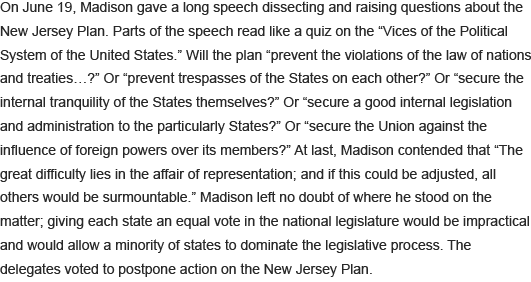 On June 19, Madison gave a long speech dissecting and raising questions about the
New Jersey Plan. Parts of the speech read like a quiz on the “Vices of the Political
System of the United States.” Will the plan “prevent the violations of the law of nations
and treaties…?” Or “prevent trespasses of the States on each other?” Or “secure the
internal tranquility of the States themselves?” Or “secure a good internal legislation
and administration to the particularly States?” Or “secure the Union against the
influence of foreign powers over its members?” At last, Madison contended that “The
great difficulty lies in the affair of representation; and if this could be adjusted, all
others would be surmountable.” Madison left no doubt of where he stood on the
matter; giving each state an equal vote in the national legislature would be impractical
and would allow a minority of states to dominate the legislative process. The
delegates voted to postpone action on the New Jersey Plan.